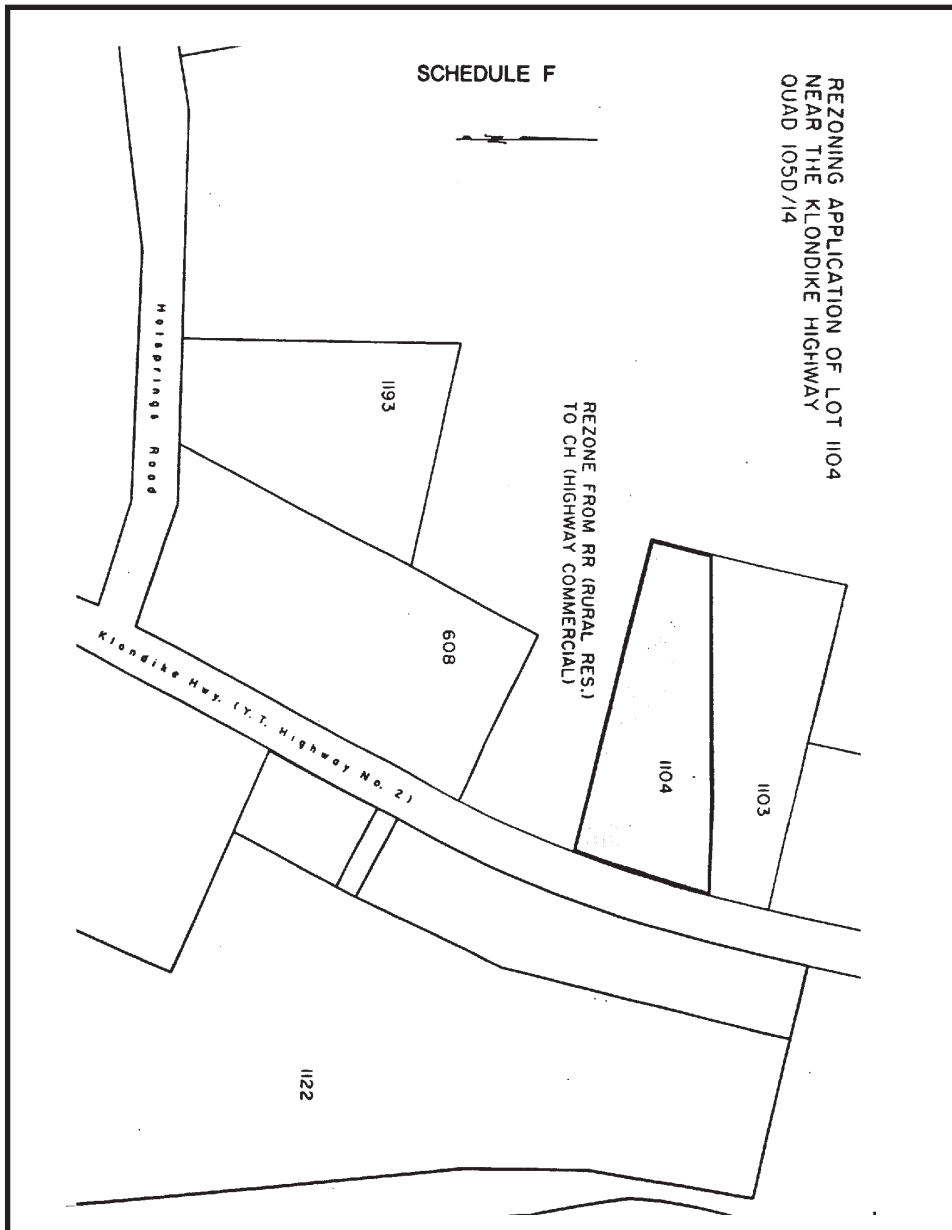 SCHEDULE F
REZONING APPLICATION OF LOT 1104
NEAR THE KLONDIKE HIGHWAY
QUAD 105D/14
REZONE FROM RR (RURAL RES.)
TO CH (HIGHWAY COMMERCIAL)
Hotsprings Road
1193
608
Klondike Hwy. (Y.T. Highway No. 2)
1104
1103
1122